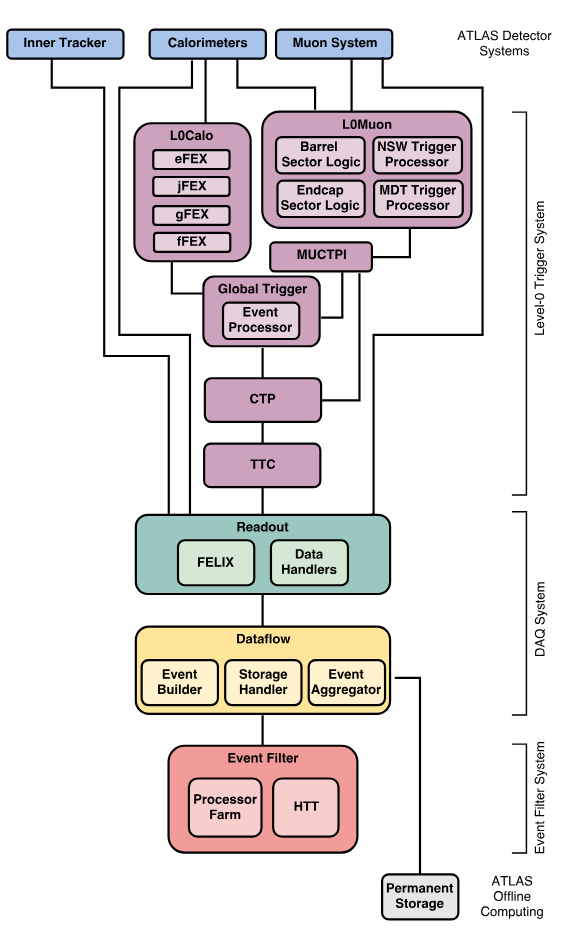 Inner Tracker
Calorimeters
Muon System
ATLAS Detector
Systems
L0Calo
eFEX
jFEX
gFEX
fFEX
L0Muon
Barrel
Sector Logic
NSW Trigger
Processor
Endcap
Sector Logic
MDT Trigger
Processor
MUCTPI
Global Trigger
Event
Processor
CTP
TTC
Level-0 Trigger System
Readout
FELIX
Data
Handlers
Dataflow
Event
Builder
Storage
Handler
Event
Aggregator
DAQ System
Event Filter
Processor
Farm
HTT
Event Filter System
Permanent
Storage
ATLAS
Offline
Computing